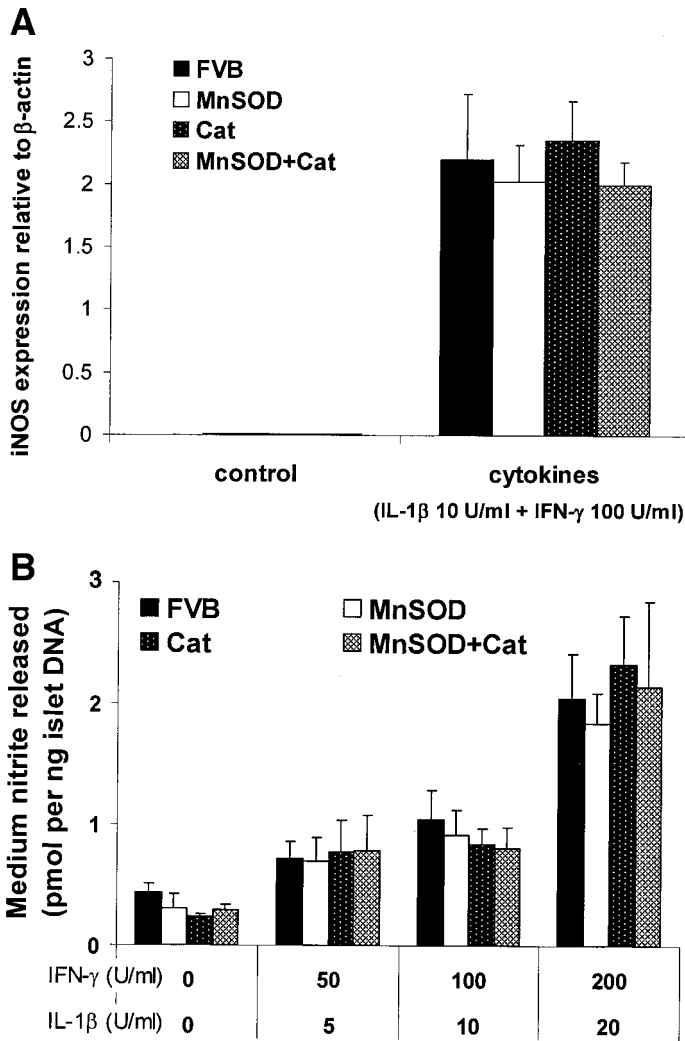 A
iNOS expression relative to β-actin
3
2.5
2
1.5
1
0.5
0
FVB
MnSOD
Cat
MnSOD+Cat
control
cytokines
(IL-1β 10 U/ml + IFN-γ 100 U/ml)
B
Medium nitrite released
(pmol per ng islet DNA)
3
2
1
0
FVB
MnSOD
Cat
MnSOD+Cat
IFN-γ (U/ml) 0 50 100 200
IL-1β (U/ml) 0 5 10 20